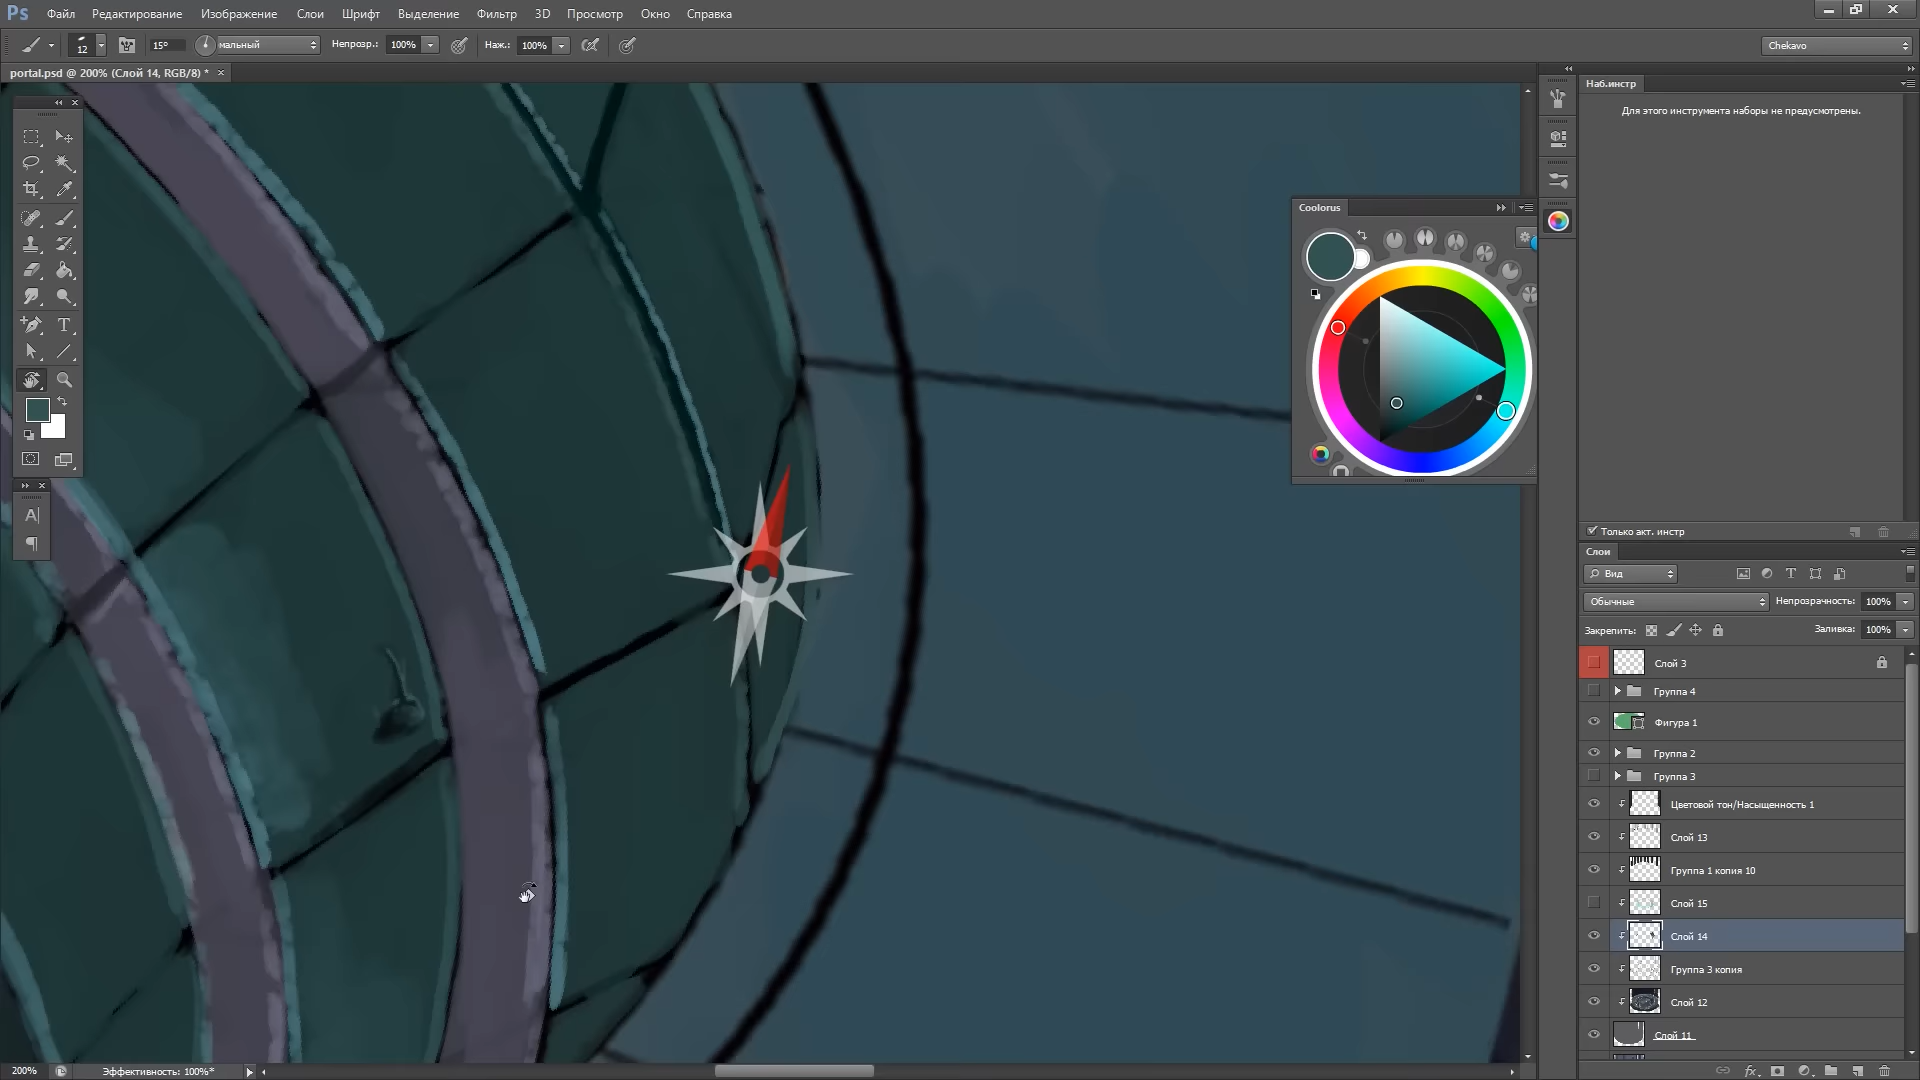 Ps Файл Редактирование Изображение Слои Шрифт Выделение Фильтр 3D Просмотр Окно Справка
12 15° мальный Непрозр.: 100% Наж.: 100% Chekavo
portal.psd @ 200% (Слой 14, RGB/8) *
Наб.инстр
Для этого инструмента наборы не предусмотрены.
Coolorus
Только акт. инстр
Слои
Вид
Обычные Непрозрачность: 100%
Закрепить: Заливка: 100%
Слой 3
Группа 4
Фигура 1
Группа 2
Группа 3
Цветовой тон/Насыщенность 1
Слой 13
Группа 1 копия 10
Слой 15
Слой 14
Группа 3 копия
Слой 12
Слой 11
200% Эффективность: 100%*